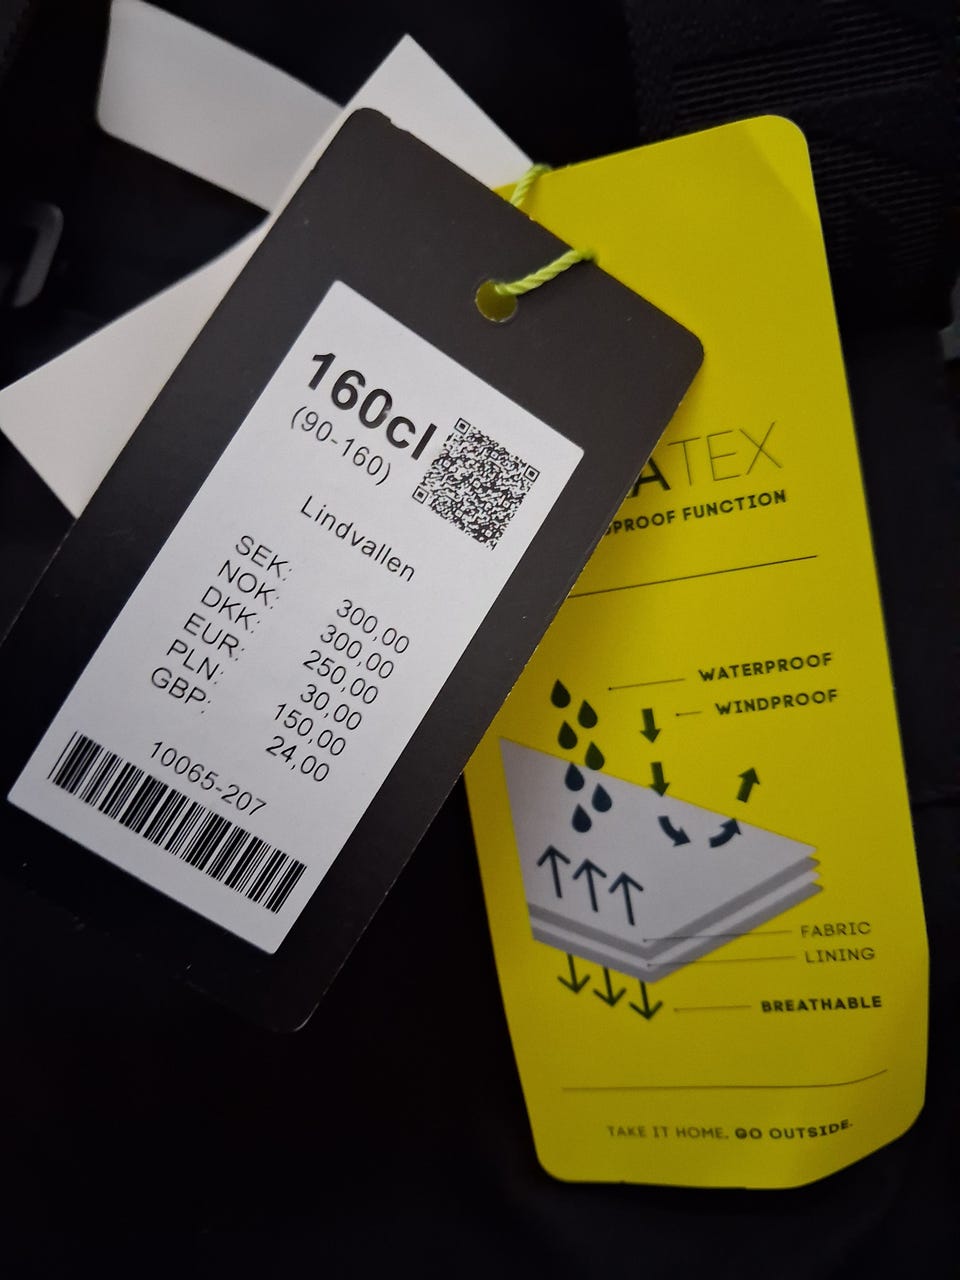 160cl
(90-160)
Lindvallen
SEK: 300,00
NOK: 300,00
DKK: 250,00
EUR: 30,00
PLN: 150,00
GBP: 24,00
10065-207
ATEX
PROOF FUNCTION
WATERPROOF
WINDPROOF
FABRIC
LINING
BREATHABLE
TAKE IT HOME. GO OUTSIDE.